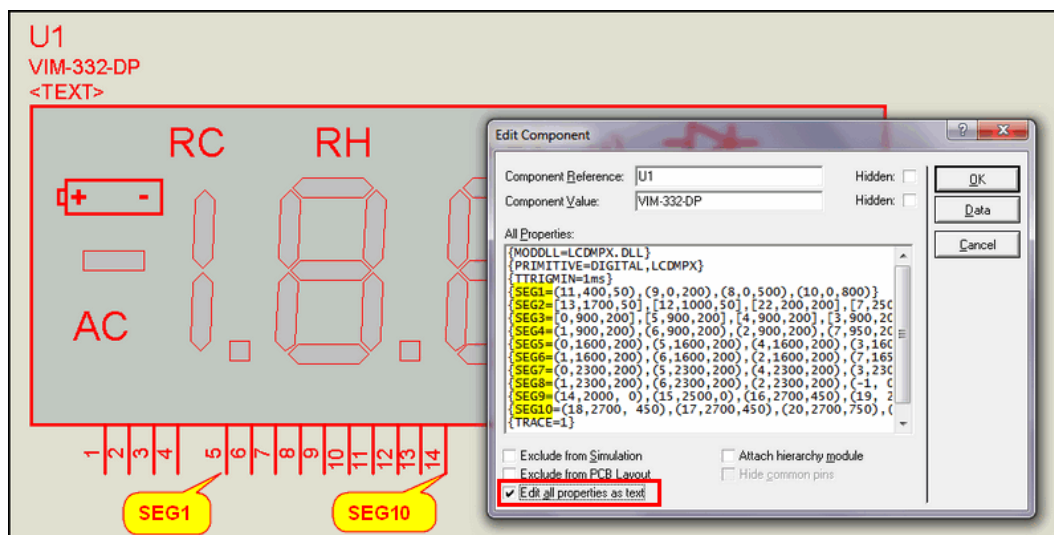 U1
VIM-332-DP
<TEXT>
RC RH
+ -
AC
1 2 3 4 5 6 7 8 9 10 11 12 13 14
SEG1 SEG10
Edit Component
Component Reference: U1 Hidden:
Component Value: VIM-332-DP Hidden:
All Properties:
{MODDLL=LCDMPX.DLL}
{PRIMITIVE=DIGITAL,LCDMPX}
{TTRIGMIN=1ms}
{SEG1=(11,400,50),(9,0,200),(8,0,500),(10,0,800)}
{SEG2=[13,1700,50],[12,1000,50],[22,200,200],[7,250
{SEG3=[0,900,200],[5,900,200],[4,900,200],[3,900,20
{SEG4=(1,900,200),(6,900,200),(2,900,200),(7,950,20
{SEG5=(0,1600,200),(5,1600,200),(4,1600,200),(3,160
{SEG6=(1,1600,200),(6,1600,200),(2,1600,200),(7,165
{SEG7=(0,2300,200),(5,2300,200),(4,2300,200),(3,230
{SEG8=(1,2300,200),(6,2300,200),(2,2300,200),(-1, 0
{SEG9=(14,2000, 0),(15,2500,0),(16,2700,450),(19, 2
{SEG10=(18,2700, 450),(17,2700,450),(20,2700,750),(
{TRACE=1}
Exclude from Simulation
Exclude from PCB Layout
Edit all properties as text
Attach hierarchy module
Hide common pins
?
X
OK
Data
Cancel